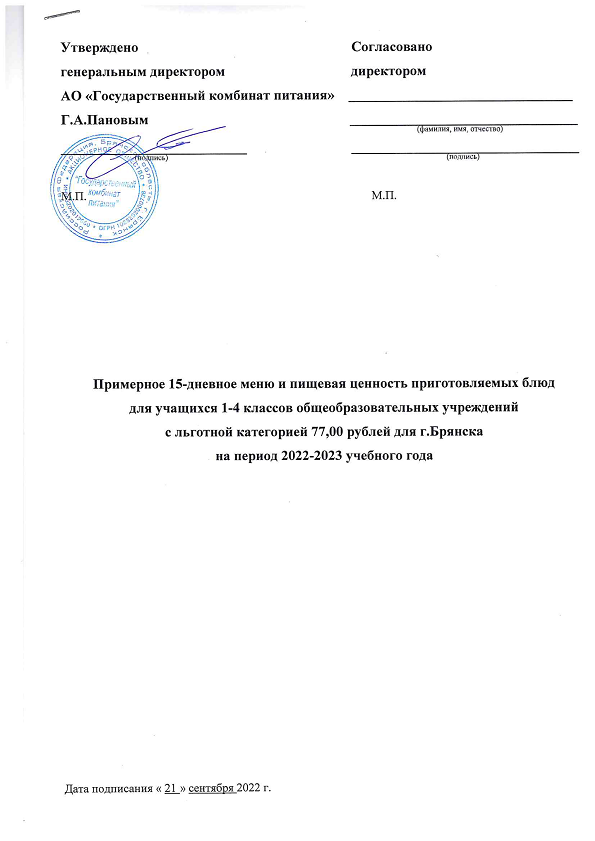 Утверждено
генеральным директором
АО «Государственный комбинат питания»
Г.А.Пановым
(подпись)
М.П.
"Государственный
комбинат
питания"
Согласовано
директором
(фамилия, имя, отчество)
(подпись)
М.П.
Примерное 15-дневное меню и пищевая ценность приготовляемых блюд
для учащихся 1-4 классов общеобразовательных учреждений
с льготной категорией 77,00 рублей для г.Брянска
на период 2022-2023 учебного года
Дата подписания « 21 » сентября 2022 г.